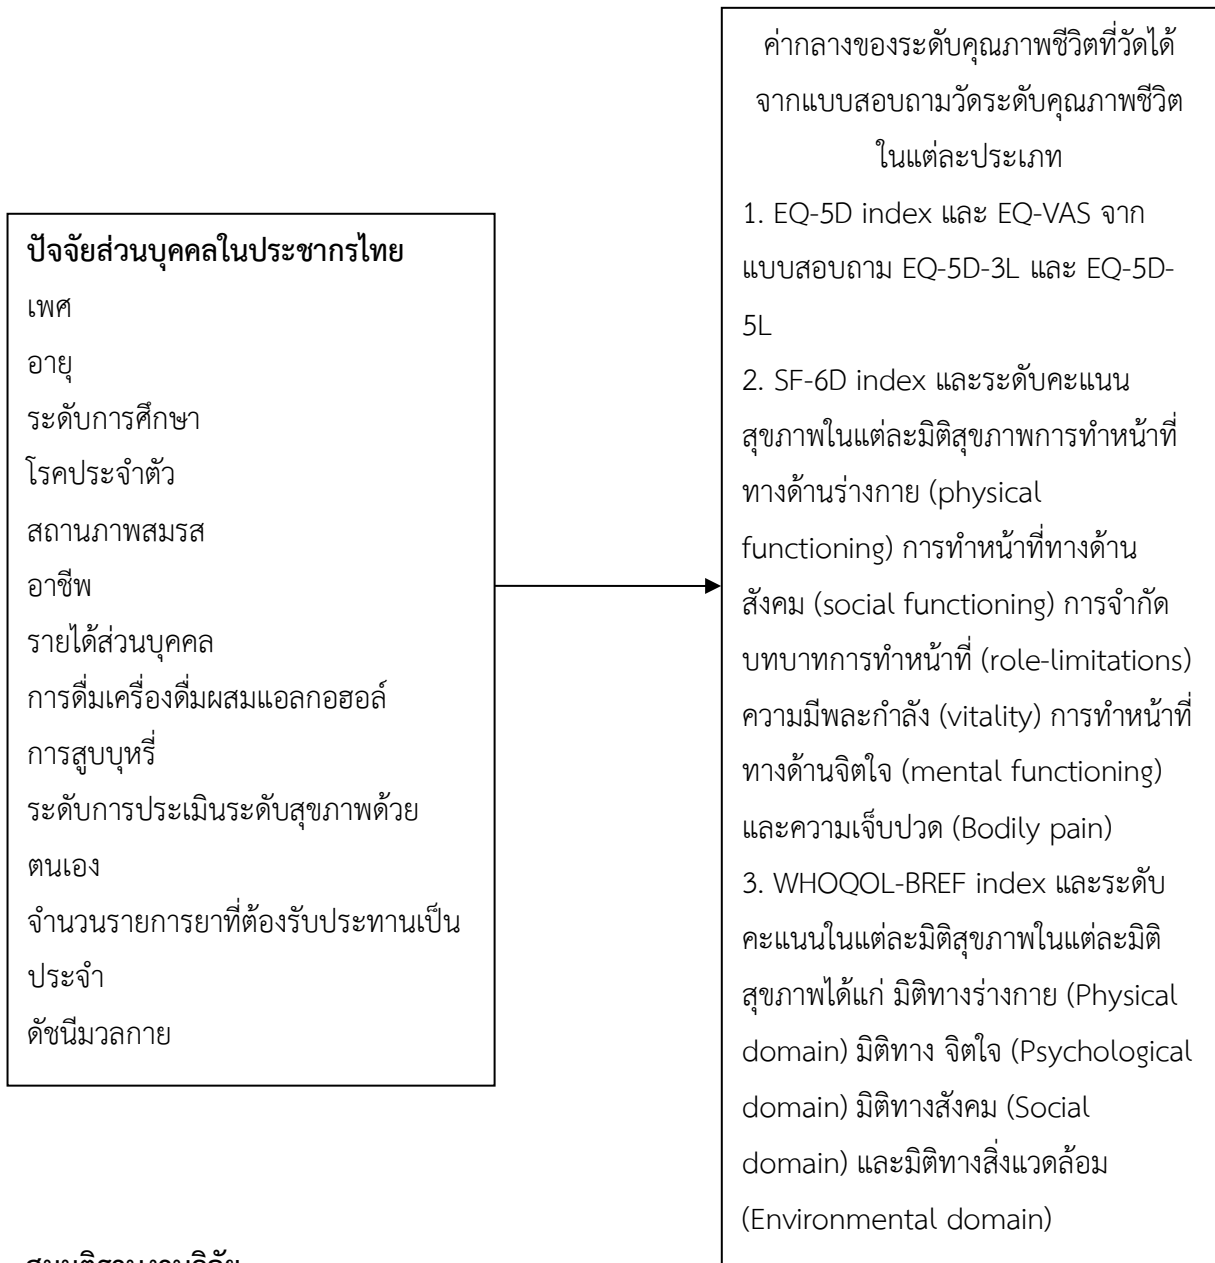 ปัจจัยส่วนบุคคลในประชากรไทย
เพศ
อายุ
ระดับการศึกษา
โรคประจำตัว
สถานภาพสมรส
อาชีพ
รายได้ส่วนบุคคล
การดื่มเครื่องดื่มผสมแอลกอฮอล์
การสูบบุหรี่
ระดับการประเมินระดับสุขภาพด้วย
ตนเอง
จำนวนรายการยาที่ต้องรับประทานเป็น
ประจำ
ดัชนีมวลกาย
ค่ากลางของระดับคุณภาพชีวิตที่วัดได้
จากแบบสอบถามวัดระดับคุณภาพชีวิต
ในแต่ละประเภท
1. EQ-5D index และ EQ-VAS จาก
แบบสอบถาม EQ-5D-3L และ EQ-5D-
5L
2. SF-6D index และระดับคะแนน
สุขภาพในแต่ละมิติสุขภาพการทำหน้าที่
ทางด้านร่างกาย (physical
functioning) การทำหน้าที่ทางด้าน
สังคม (social functioning) การจำกัด
บทบาทการทำหน้าที่ (role-limitations)
ความมีพละกำลัง (vitality) การทำหน้าที่
ทางด้านจิตใจ (mental functioning)
และความเจ็บปวด (Bodily pain)
3. WHOQOL-BREF index และระดับ
คะแนนในแต่ละมิติสุขภาพในแต่ละมิติ
สุขภาพได้แก่ มิติทางร่างกาย (Physical
domain) มิติทาง จิตใจ (Psychological
domain) มิติทางสังคม (Social
domain) และมิติทางสิ่งแวดล้อม
(Environmental domain)